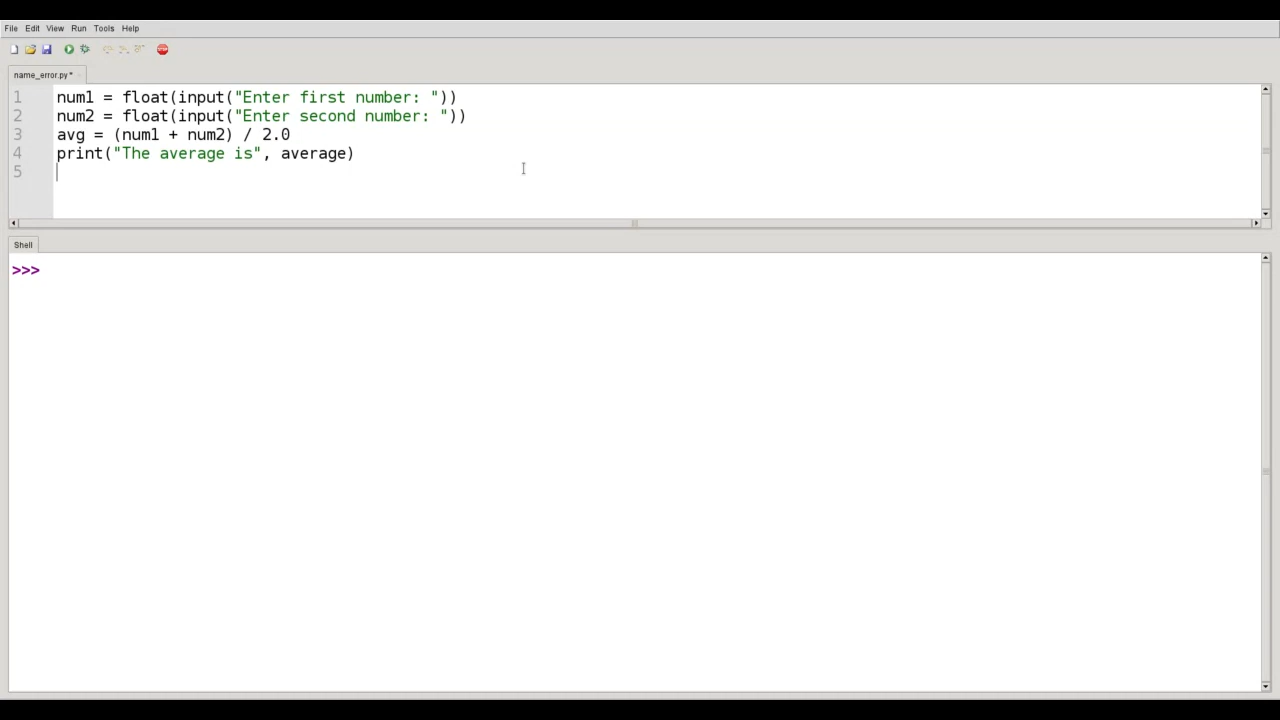 File Edit View Run Tools Help
STOP
name_error.py *
1 num1 = float(input("Enter first number: "))
2 num2 = float(input("Enter second number: "))
3 avg = (num1 + num2) / 2.0
4 print("The average is", average)
5
Shell
>>>